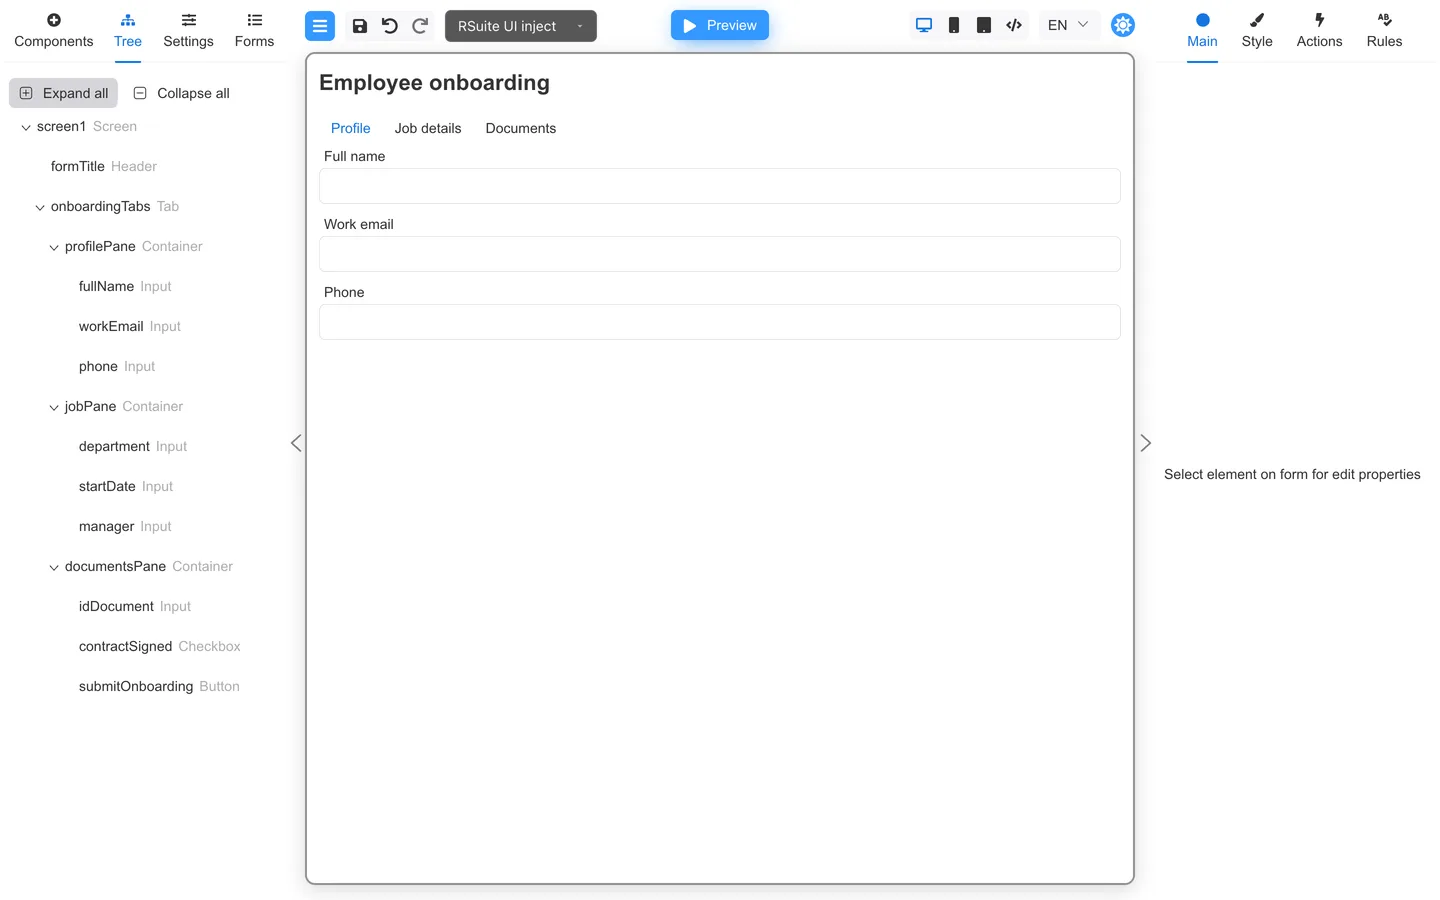 Components
Tree
Settings
Forms
RSuite UI inject
Preview
EN
Main
Style
Actions
Rules
Expand all
Collapse all
screen1 Screen
formTitle Header
onboardingTabs Tab
profilePane Container
fullName Input
workEmail Input
phone Input
jobPane Container
department Input
startDate Input
manager Input
documentsPane Container
idDocument Input
contractSigned Checkbox
submitOnboarding Button
Employee onboarding
Profile Job details Documents
Full name
Work email
Phone
Select element on form for edit properties